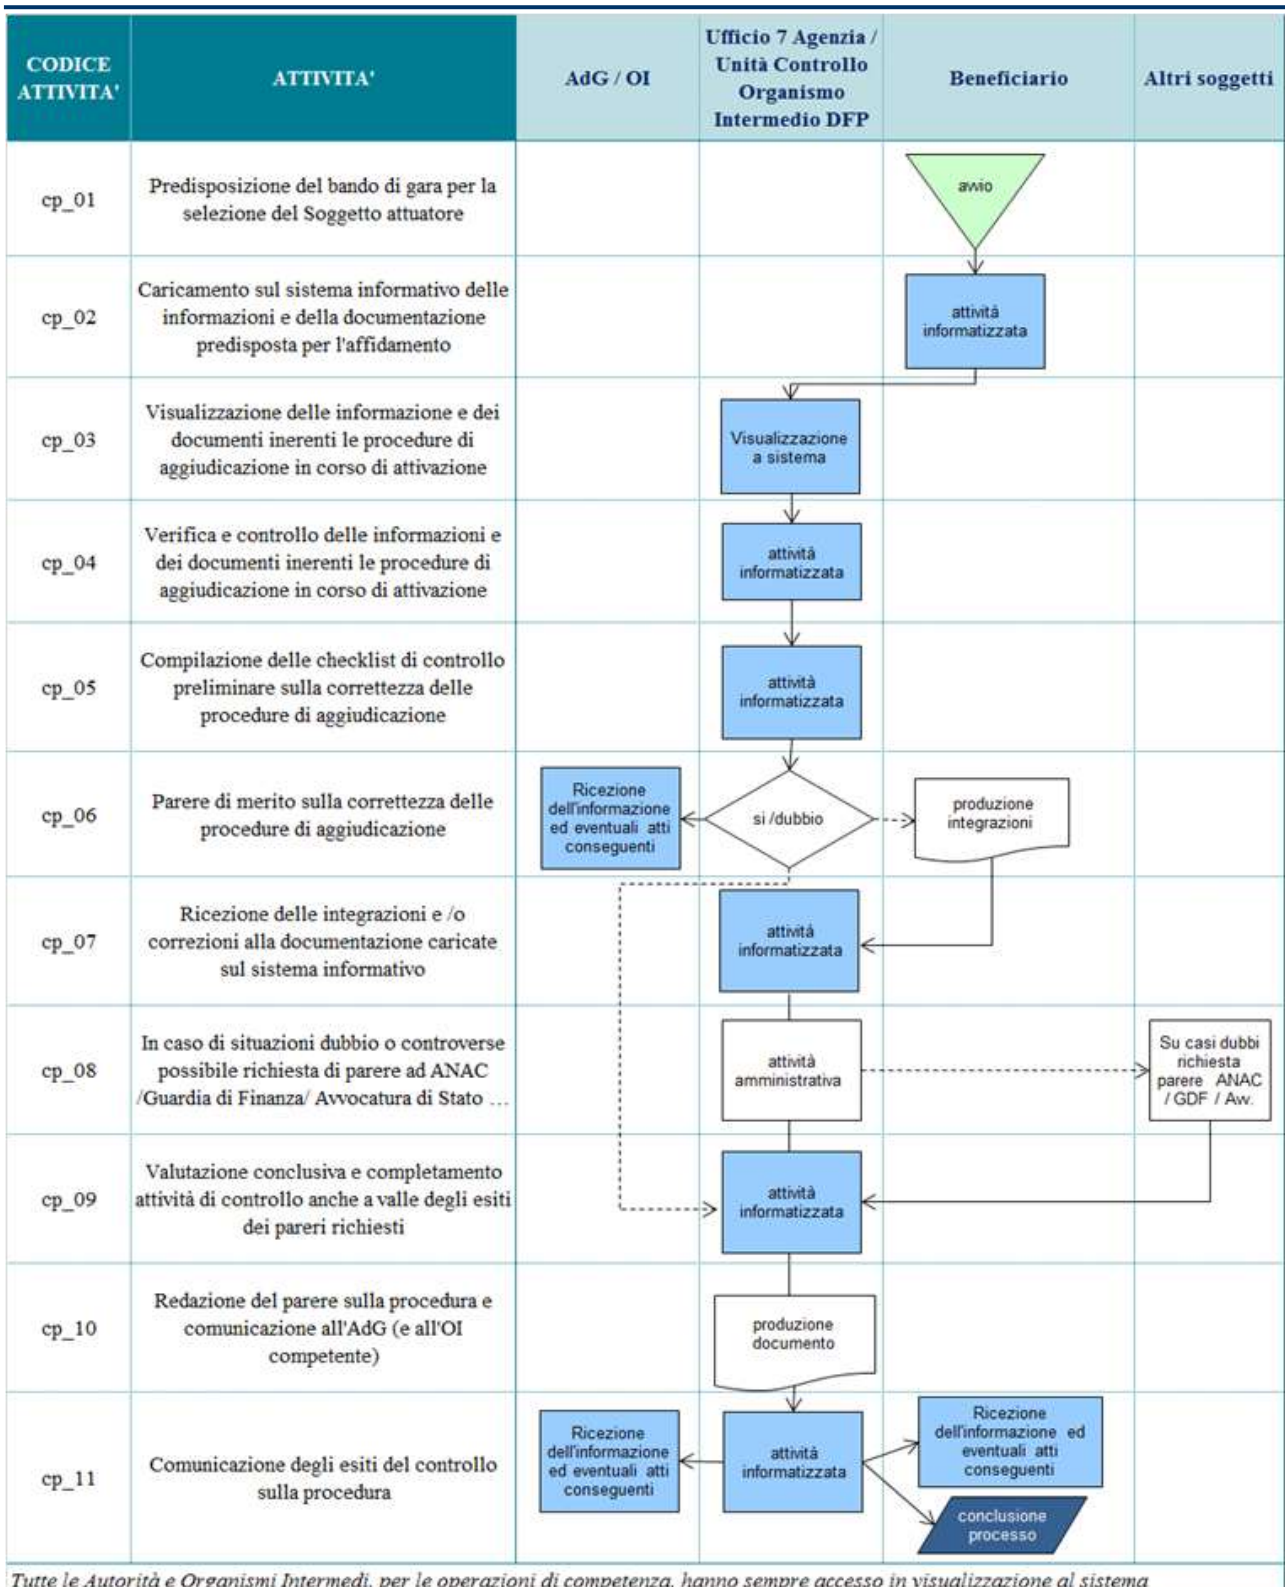 CODICE
ATTIVITA'
ATTIVITA'
AdG / OI
Ufficio 7 Agenzia /
Unità Controllo
Organismo
Intermedio DFP
Beneficiario
Altri soggetti
cp_01
Predisposizione del bando di gara per la
selezione del Soggetto attuatore
avvio
cp_02
Caricamento sul sistema informativo delle
informazioni e della documentazione
predisposta per l'affidamento
attività
informatizzata
cp_03
Visualizzazione delle informazione e dei
documenti inerenti le procedure di
aggiudicazione in corso di attivazione
Visualizzazione
a sistema
cp_04
Verifica e controllo delle informazioni e
dei documenti inerenti le procedure di
aggiudicazione in corso di attivazione
attività
informatizzata
cp_05
Compilazione delle checklist di controllo
preliminare sulla correttezza delle
procedure di aggiudicazione
attività
informatizzata
cp_06
Parere di merito sulla correttezza delle
procedure di aggiudicazione
Ricezione
dell'informazione
ed eventuali atti
conseguenti
si /dubbio
produzione
integrazioni
cp_07
Ricezione delle integrazioni e /o
correzioni alla documentazione caricate
sul sistema informativo
attività
informatizzata
cp_08
In caso di situazioni dubbio o controverse
possibile richiesta di parere ad ANAC
/Guardia di Finanza/ Avvocatura di Stato …
attività
amministrativa
Su casi dubbi
richiesta
parere ANAC
/ GDF / Avv.
cp_09
Valutazione conclusiva e completamento
attività di controllo anche a valle degli esiti
dei pareri richiesti
attività
informatizzata
cp_10
Redazione del parere sulla procedura e
comunicazione all'AdG (e all'OI
competente)
produzione
documento
cp_11
Comunicazione degli esiti del controllo
sulla procedura
Ricezione
dell'informazione
ed eventuali atti
conseguenti
attività
informatizzata
Ricezione
dell'informazione ed
eventuali atti
conseguenti
conclusione
processo
Tutte le Autorità e Organismi Intermedi, per le operazioni di competenza, hanno sempre accesso in visualizzazione al sistema